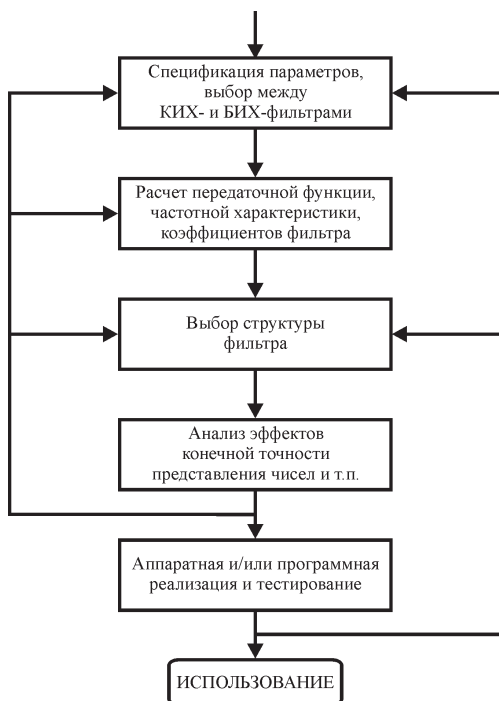 Спецификация параметров,
выбор между
КИХ- и БИХ-фильтрами
Расчет передаточной функции,
частотной характеристики,
коэффициентов фильтра
Выбор структуры
фильтра
Анализ эффектов
конечной точности
представления чисел и т.п.
Аппаратная и/или программная
реализация и тестирование
ИСПОЛЬЗОВАНИЕ